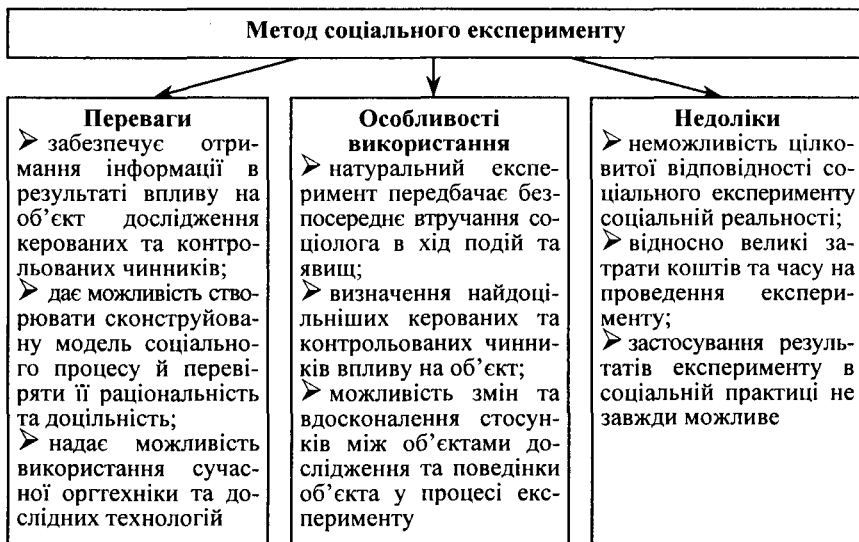 Метод соціального експерименту
Переваги
➢ забезпечує отри-
мання інформації в
результаті впливу на
об’єкт дослідження
керованих та контро-
льованих чинників;
➢ дає можливість ство-
рювати сконструйова-
ну модель соціально-
го процесу й переві-
ряти її раціональність
та доцільність;
➢ надає можливість
використання сучас-
ної оргтехніки та до-
слідних технологій
Особливості
використання
➢ натуральний експе-
римент передбачає без-
посереднє втручання со-
ціолога в хід подій та
явищ;
➢ визначення найдоці-
льніших керованих та
контрольованих чинни-
ків впливу на об’єкт;
➢ можливість змін та
вдосконалення стосун-
ків між об’єктами до-
слідження та поведінки
об’єкта у процесі екс-
перименту
Недоліки
➢ неможливість ціл-
ковитої відповідності со-
ціального експерименту
соціальній реальності;
➢ відносно великі за-
трати коштів та часу на
проведення експери-
менту;
➢ застосування резуль-
татів експерименту в
соціальній практиці не
завжди можливе